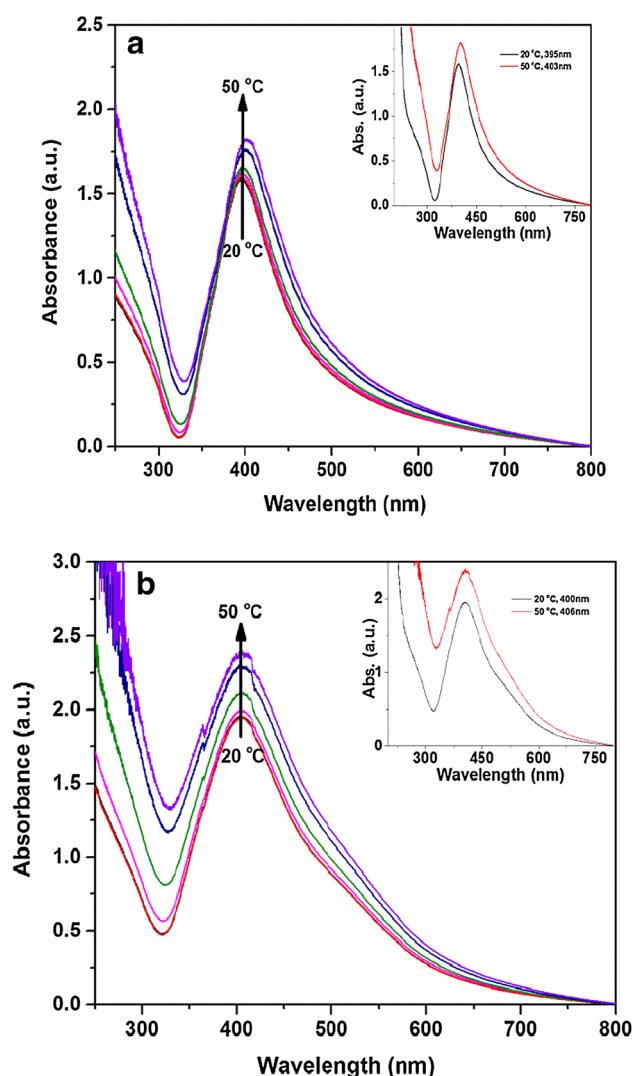 a
2.5
2.0
1.5
1.0
0.5
0.0
Absorbance (a.u.)
300 400 500 600 700 800
Wavelength (nm)
50 °C
20 °C
1.5
1.0
0.5
0.0
Abs. (a.u.)
300 450 600 750
Wavelength (nm)
20 °C, 395nm
50 °C, 403nm
b
3.0
2.5
2.0
1.5
1.0
0.5
0.0
Absorbance (a.u.)
300 400 500 600 700 800
Wavelength (nm)
50 °C
20 °C
2
1
0
Abs. (a.u.)
300 450 600 750
Wavelength (nm)
20 °C, 400nm
50 °C, 406nm